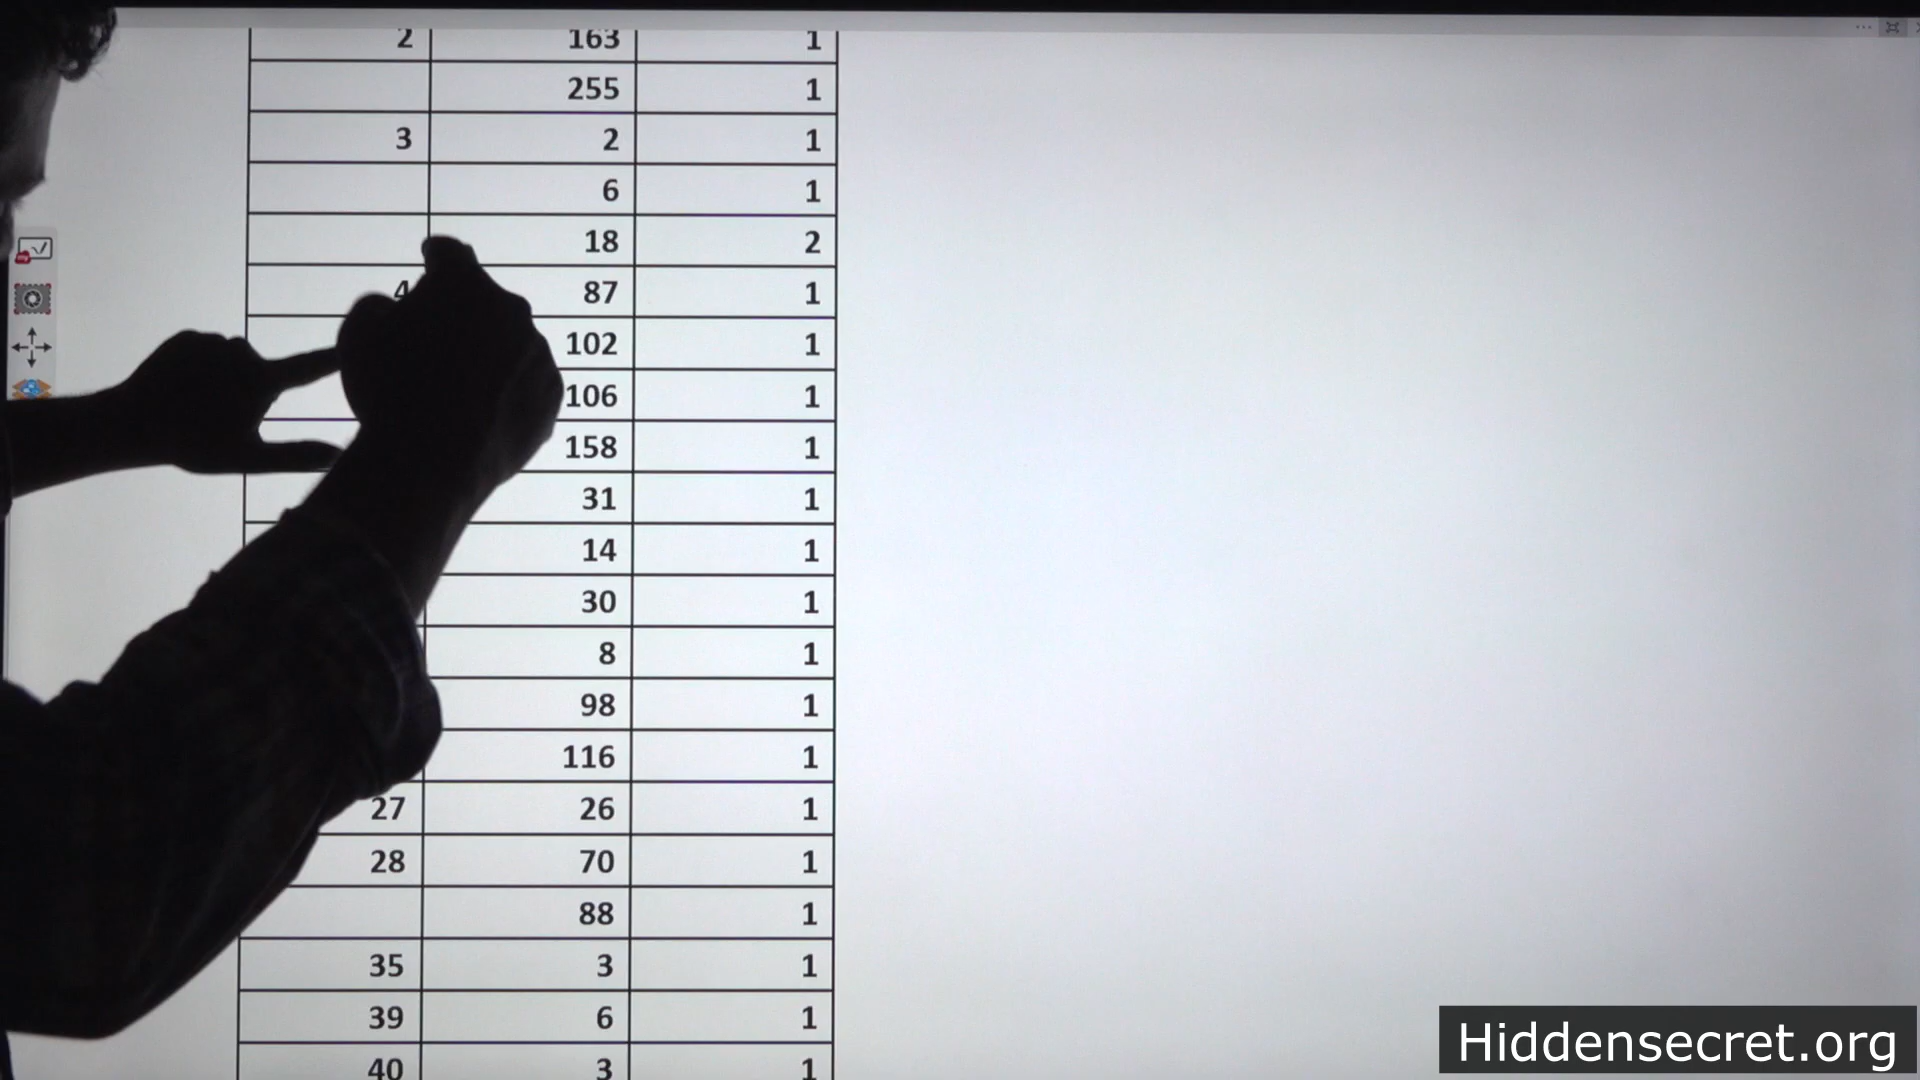 2 163 1
255 1
3 2 1
6 1
18 2
4 87 1
102 1
106 1
158 1
31 1
14 1
30 1
8 1
98 1
116 1
27 26 1
28 70 1
88 1
35 3 1
39 6 1
40 3 1
Hiddensecret.org